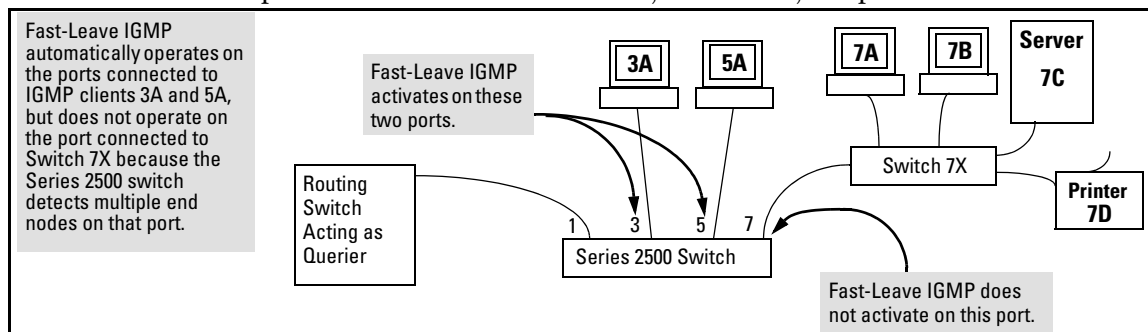 Fast-Leave IGMP
automatically operates on
the ports connected to
IGMP clients 3A and 5A,
but does not operate on
the port connected to
Switch 7X because the
Series 2500 switch
detects multiple end
nodes on that port.
Fast-Leave IGMP
activates on these
two ports.
3A
5A
7A
7B
Server
7C
Switch 7X
Printer
7D
Routing
Switch
Acting as
Querier
1
3
5
7
Series 2500 Switch
Fast-Leave IGMP does
not activate on this port.